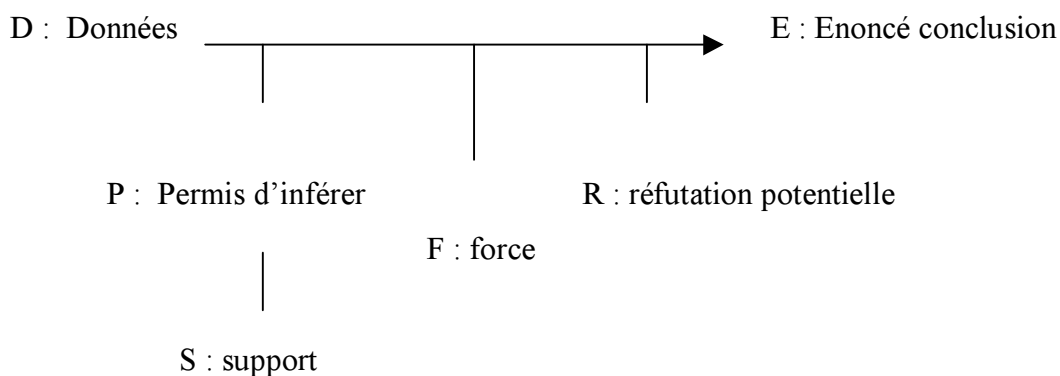 D : Données
E : Enoncé conclusion
P : Permis d’inférer
R : réfutation potentielle
F : force
S : support